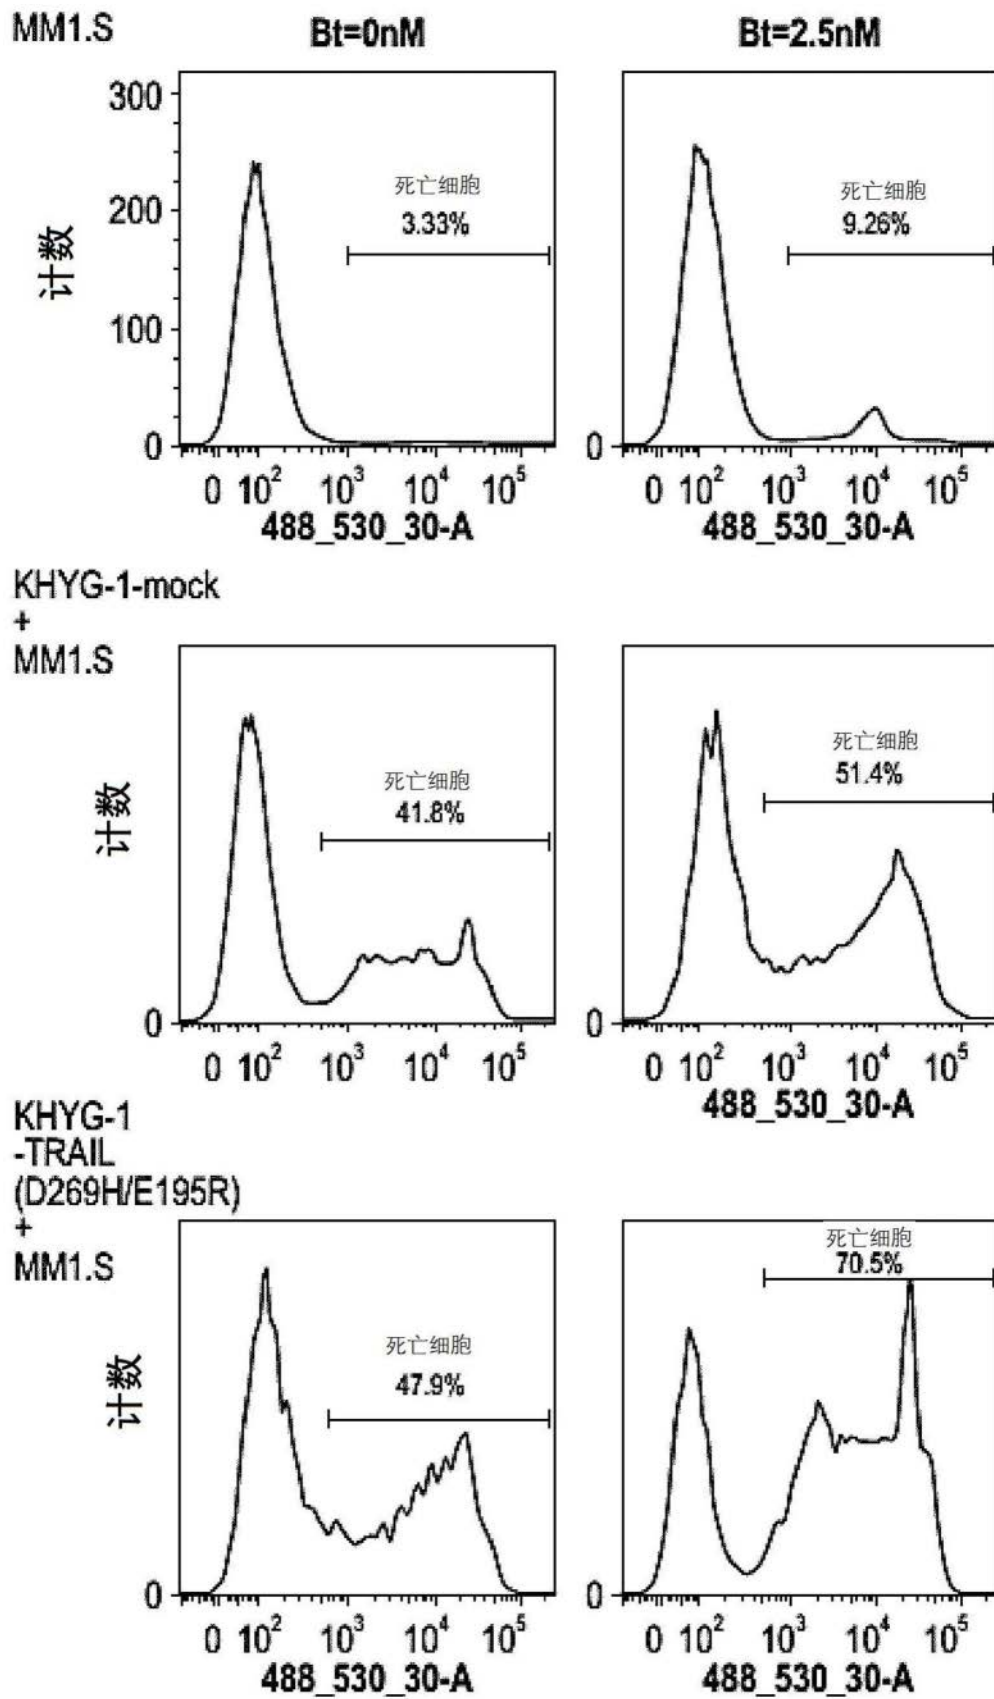 MM1.S
Bt=0nM
Bt=2.5nM
300
200
100
0
计数
死亡细胞
3.33%
0 10² 10³ 10⁴ 10⁵
488_530_30-A
死亡细胞
9.26%
0
0 10² 10³ 10⁴ 10⁵
488_530_30-A
KHYG-1-mock
+
MM1.S
计数
死亡细胞
41.8%
0
0 10² 10³ 10⁴ 10⁵
死亡细胞
51.4%
0
0 10² 10³ 10⁴ 10⁵
488_530_30-A
KHYG-1
-TRAIL
(D269H/E195R)
+
MM1.S
计数
死亡细胞
47.9%
0
0 10² 10³ 10⁴ 10⁵
488_530_30-A
死亡细胞
70.5%
0
0 10² 10³ 10⁴ 10⁵
488_530_30-A